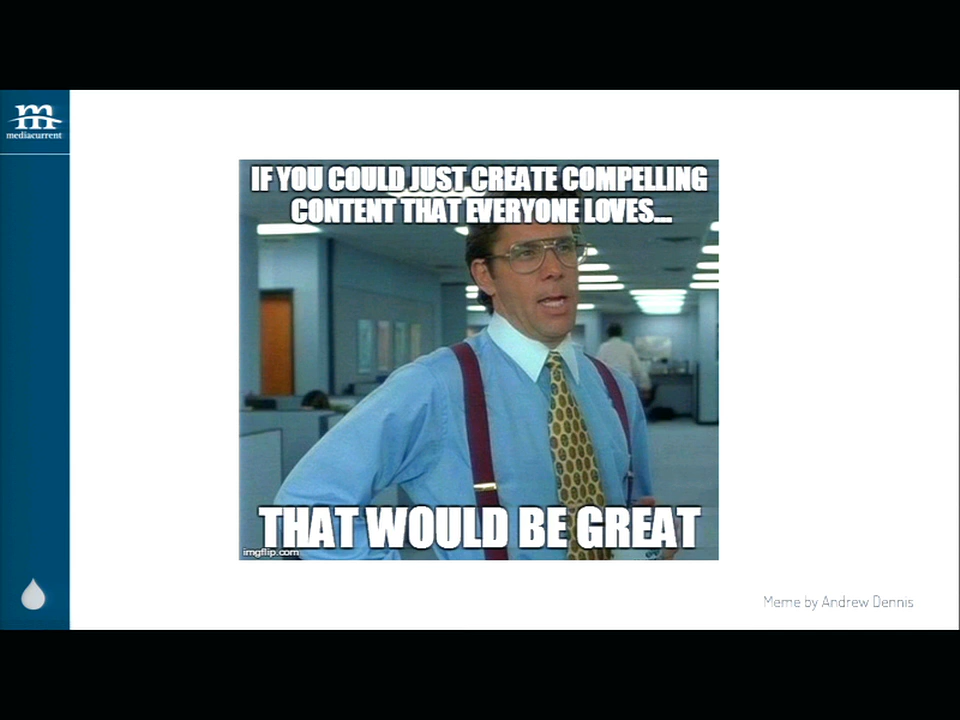 m
mediacurrent
IF YOU COULD JUST CREATE COMPELLING
CONTENT THAT EVERYONE LOVES...
THAT WOULD BE GREAT
imgflip.com
Meme by Andrew Dennis